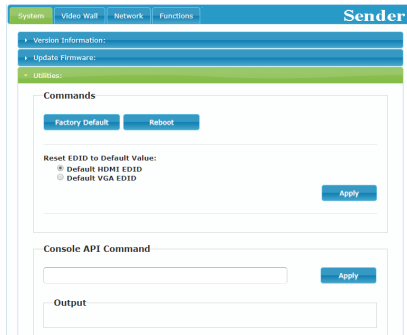 System Video Wall Network Functions Sender
Version Information:
Update Firmware:
Utilities:
Commands
Factory Default Reboot
Reset EDID to Default Value:
Default HDMI EDID
Default VGA EDID
Apply
Console API Command
Apply
Output